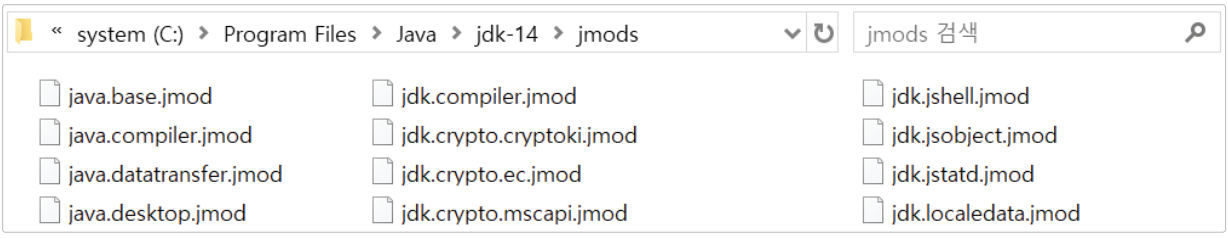 « system (C:) > Program Files > Java > jdk-14 > jmods
jmods 검색
java.base.jmod
java.compiler.jmod
java.datatransfer.jmod
java.desktop.jmod
jdk.compiler.jmod
jdk.crypto.cryptoki.jmod
jdk.crypto.ec.jmod
jdk.crypto.mscapi.jmod
jdk.jshell.jmod
jdk.jsobject.jmod
jdk.jstatd.jmod
jdk.localedata.jmod